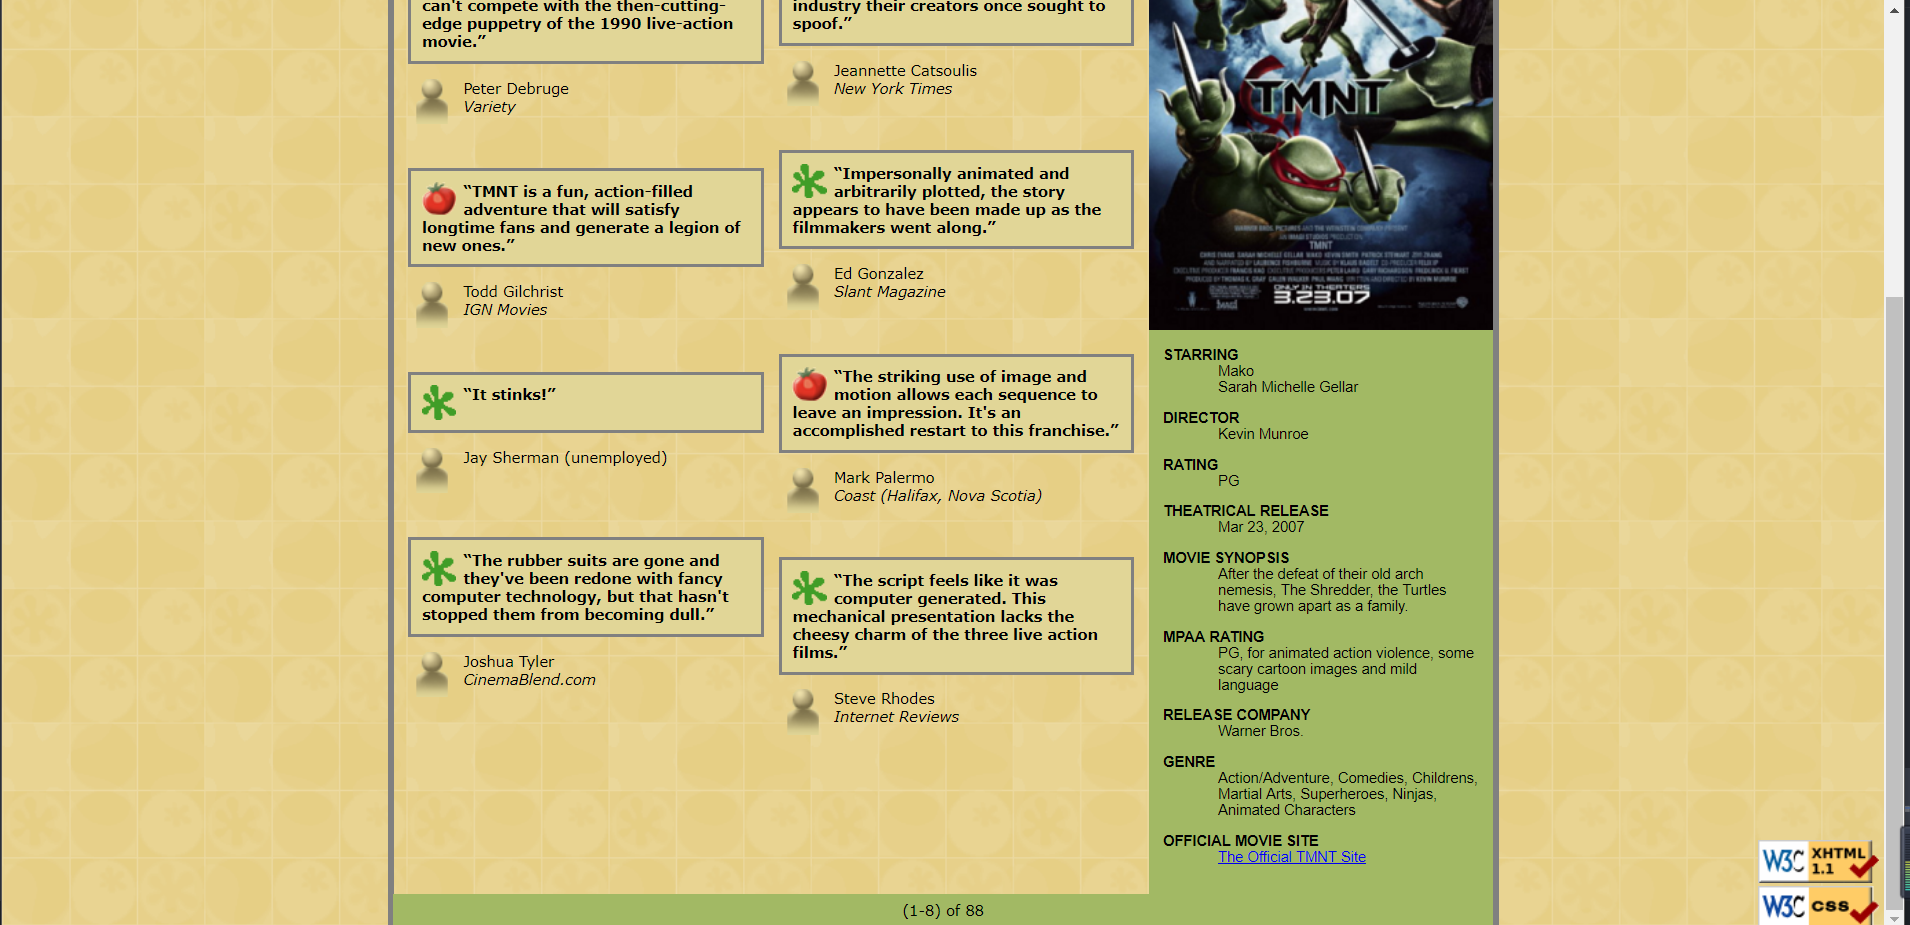 can't compete with the then-cutting-
edge puppetry of the 1990 live-action
movie.”
Peter Debruge
Variety
“TMNT is a fun, action-filled
adventure that will satisfy
longtime fans and generate a legion of
new ones.”
Todd Gilchrist
IGN Movies
“It stinks!”
Jay Sherman (unemployed)
“The rubber suits are gone and
they've been redone with fancy
computer technology, but that hasn't
stopped them from becoming dull.”
Joshua Tyler
CinemaBlend.com
industry their creators once sought to
spoof.”
Jeannette Catsoulis
New York Times
“Impersonally animated and
arbitrarily plotted, the story
appears to have been made up as the
filmmakers went along.”
Ed Gonzalez
Slant Magazine
“The striking use of image and
motion allows each sequence to
leave an impression. It's an
accomplished restart to this franchise.”
Mark Palermo
Coast (Halifax, Nova Scotia)
“The script feels like it was
computer generated. This
mechanical presentation lacks the
cheesy charm of the three live action
films.”
Steve Rhodes
Internet Reviews
TMNT
TMNT
ONLY IN THEATERS
3.23.07
STARRING
Mako
Sarah Michelle Gellar
DIRECTOR
Kevin Munroe
RATING
PG
THEATRICAL RELEASE
Mar 23, 2007
MOVIE SYNOPSIS
After the defeat of their old arch
nemesis, The Shredder, the Turtles
have grown apart as a family.
MPAA RATING
PG, for animated action violence, some
scary cartoon images and mild
language
RELEASE COMPANY
Warner Bros.
GENRE
Action/Adventure, Comedies, Childrens,
Martial Arts, Superheroes, Ninjas,
Animated Characters
OFFICIAL MOVIE SITE
The Official TMNT Site
(1-8) of 88
W3C XHTML
1.1
W3C CSS